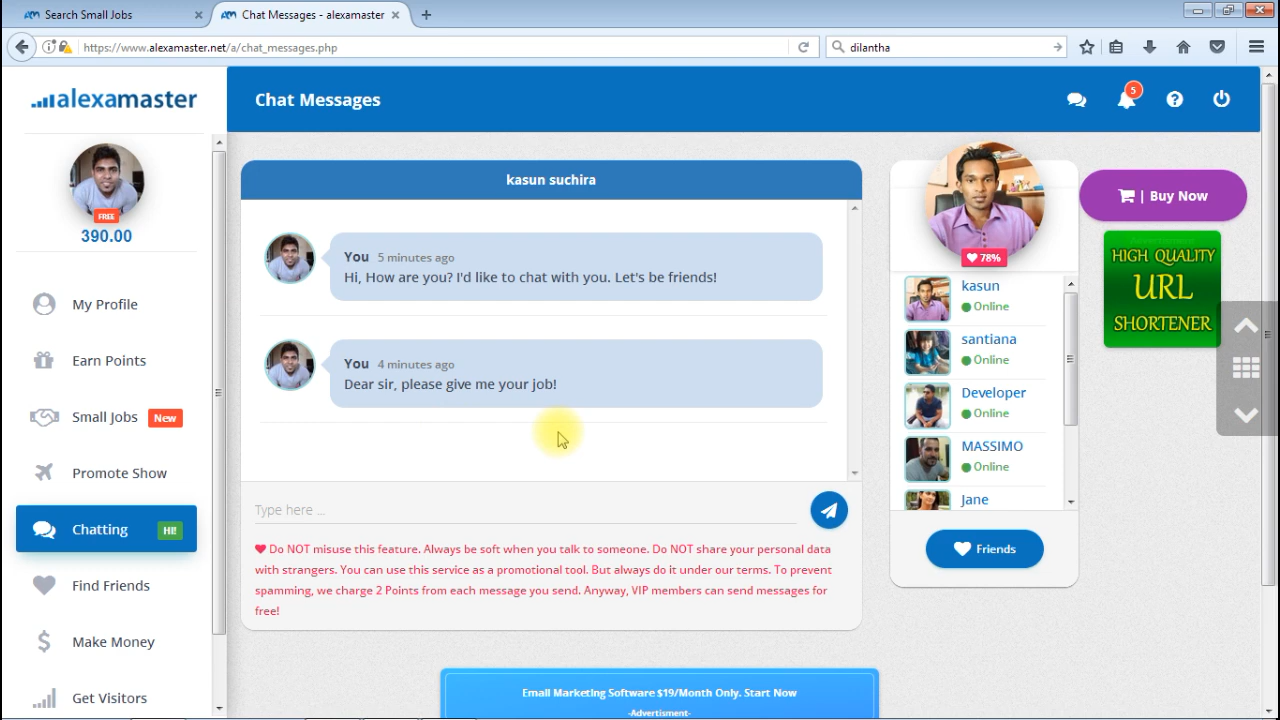 Search Small Jobs
Chat Messages - alexamaster
https://www.alexamaster.net/a/chat_messages.php
dilantha
alexamaster
FREE
390.00
My Profile
Earn Points
Small Jobs New
Promote Show
Chatting HI!
Find Friends
Make Money
Get Visitors
Chat Messages
5
kasun suchira
You 5 minutes ago
Hi, How are you? I'd like to chat with you. Let's be friends!
You 4 minutes ago
Dear sir, please give me your job!
Type here ...
Do NOT misuse this feature. Always be soft when you talk to someone. Do NOT share your personal data
with strangers. You can use this service as a promotional tool. But always do it under our terms. To prevent
spamming, we charge 2 Points from each message you send. Anyway, VIP members can send messages for
free!
78%
kasun
Online
santiana
Online
Developer
Online
MASSIMO
Online
Jane
Friends
| Buy Now
Advertisment
HIGH QUALITY
URL
SHORTENER
Email Marketing Software $19/Month Only. Start Now
-Advertisment-